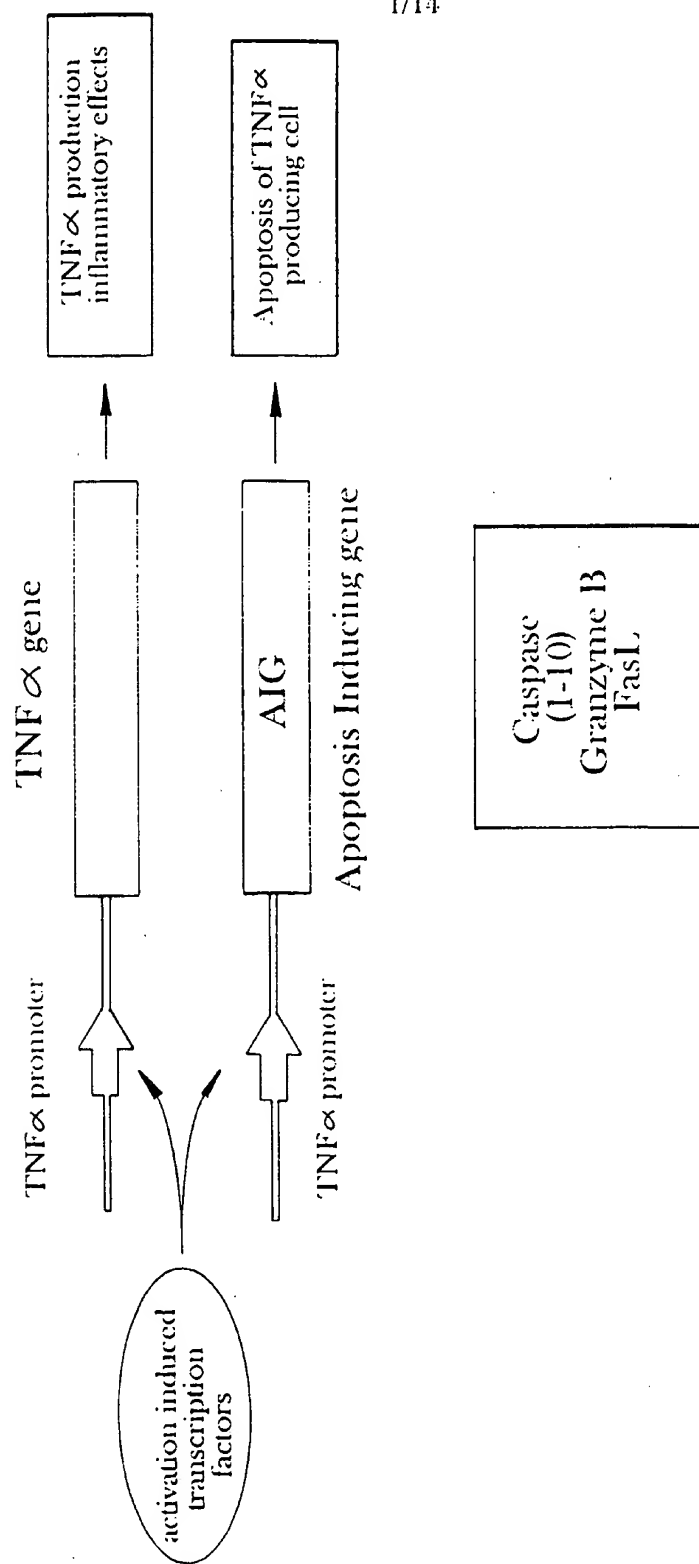 1/14
TNFα gene
TNFα promoter
TNFα production
inflammatory effects
activation induced
transcription
factors
AIG
TNFα promoter
Apoptosis Inducing gene
Apoptosis of TNFα
producing cell
Caspase
(1-10)
Granzyme B
FasL